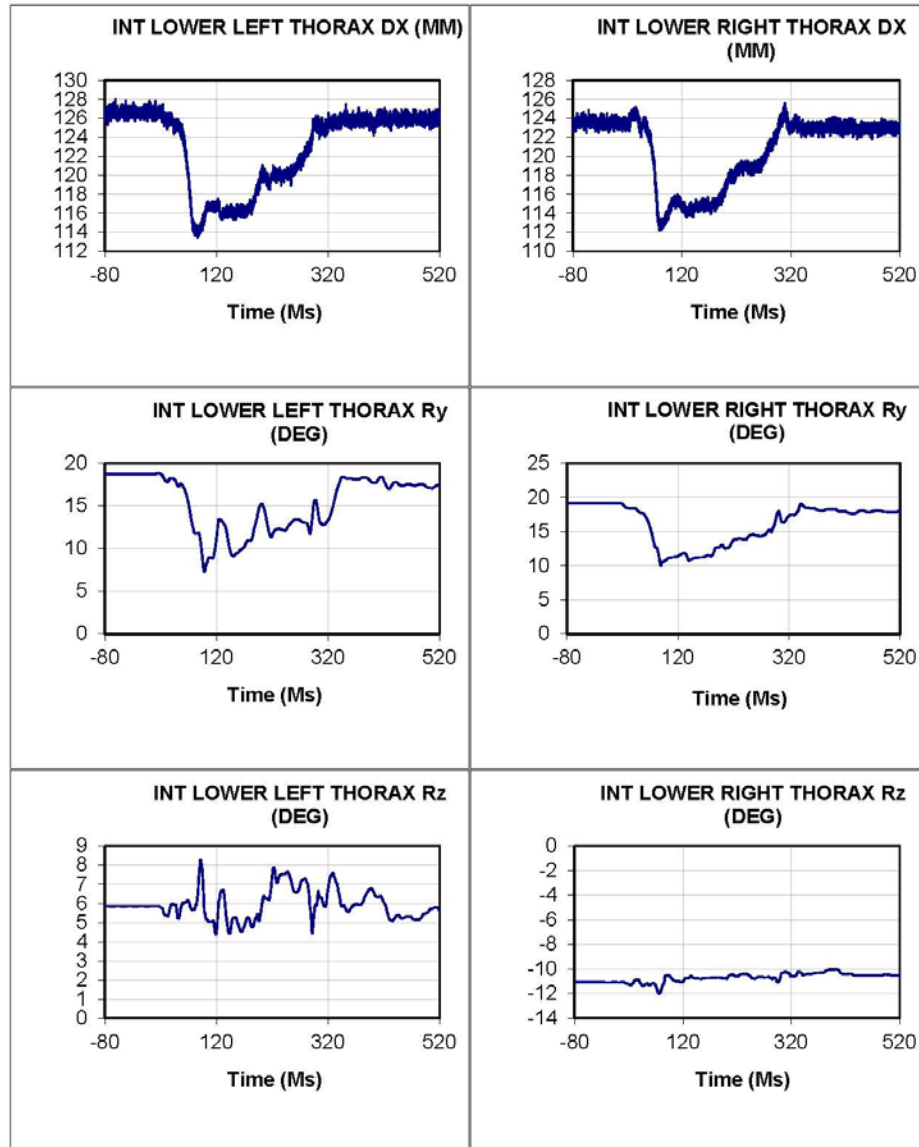 INT LOWER LEFT THORAX DX (MM)
130
128
126
124
122
120
118
116
114
112
-80 120 320 520
Time (Ms)
INT LOWER RIGHT THORAX DX
(MM)
128
126
124
122
120
118
116
114
112
110
-80 120 320 520
Time (Ms)
INT LOWER LEFT THORAX Ry
(DEG)
20
15
10
5
0
-80 120 320 520
Time (Ms)
INT LOWER RIGHT THORAX Ry
(DEG)
25
20
15
10
5
0
-80 120 320 520
Time (Ms)
INT LOWER LEFT THORAX Rz
(DEG)
9
8
7
6
5
4
3
2
1
0
-80 120 320 520
Time (Ms)
INT LOWER RIGHT THORAX Rz
(DEG)
0
-2
-4
-6
-8
-10
-12
-14
-80 120 320 520
Time (Ms)